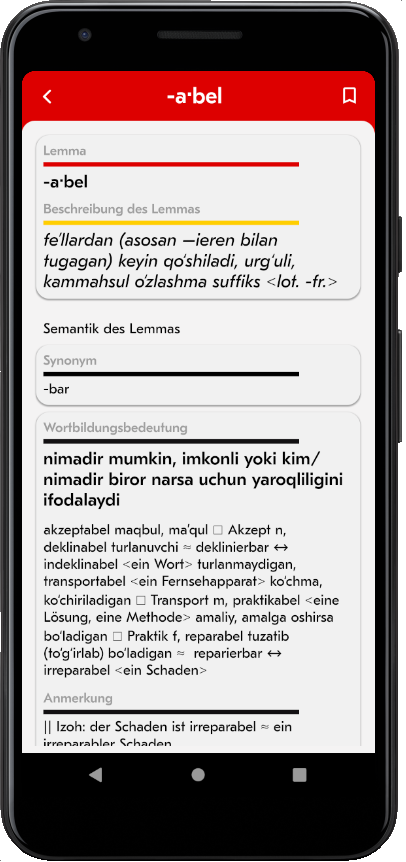 -a·bel
Lemma
-a·bel
Beschreibung des Lemmas
fe’llardan (asosan –ieren bilan
tugagan) keyin qo‘shiladi, urg‘uli,
kammahsul o‘zlashma suffiks <lot. -fr.>
Semantik des Lemmas
Synonym
-bar
Wortbildungsbedeutung
nimadir mumkin, imkonli yoki kim/
nimadir biror narsa uchun yaroqliligini
ifodalaydi
akzeptabel maqbul, ma’qul □ Akzept n,
deklinabel turlanuvchi ≈ deklinierbar ↔
indeklinabel <ein Wort> turlanmaydigan,
transportabel <ein Fernsehapparat> ko‘chma,
ko‘chiriladigan □ Transport m, praktikabel <eine
Lösung, eine Methode> amaliy, amalga oshirsa
bo‘ladigan □ Praktik f, reparabel tuzatib
(to‘g‘irlab) bo‘ladigan ≈ reparierbar ↔
irreparabel <ein Schaden>
Anmerkung
|| Izoh: der Schaden ist irreparabel ≈ ein
irreparabler Schaden